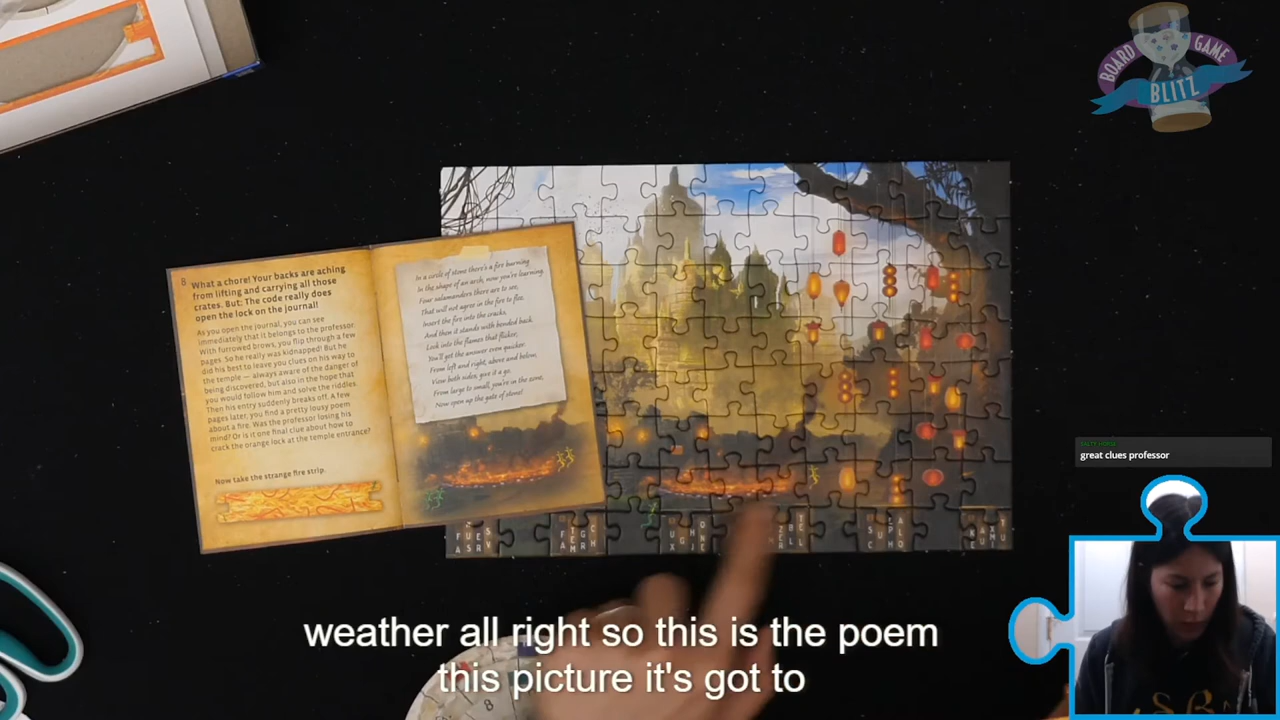 BOARD GAME
BLITZ
8
What a chore! Your backs are aching
from lifting and carrying all those
crates. But: The code really does
open the lock on the journal!
As you open the journal, you can see
immediately that it belongs to the professor.
With furrowed brows, you flip through a few
pages. So he really was kidnapped! But he
did his best to leave you clues on his way to
the temple — always aware of the danger of
being discovered, but also in the hope that
you would follow him and solve the riddles.
Then his entry suddenly breaks off. A few
pages later, you find a pretty lousy poem
about a fire. Was the professor losing his
mind? Or is it one final clue about how to
crack the orange lock at the temple entrance?
Now take the strange fire strip.
In a circle of stone there's a fire burning
In the shape of an arch, now you're learning.
Four salamanders there are to see,
That will not agree in the fire to flee.
Insert the fire into the cracks,
And then it stands with bended back.
Look into the flames that flicker,
You'll get the answer even quicker.
From left and right, above and below,
View both sides, give it a go.
From large to small, you're in the zone,
Now open up the gate of stone!
great clues professor
weather all right so this is the poem
this picture it's got to
8